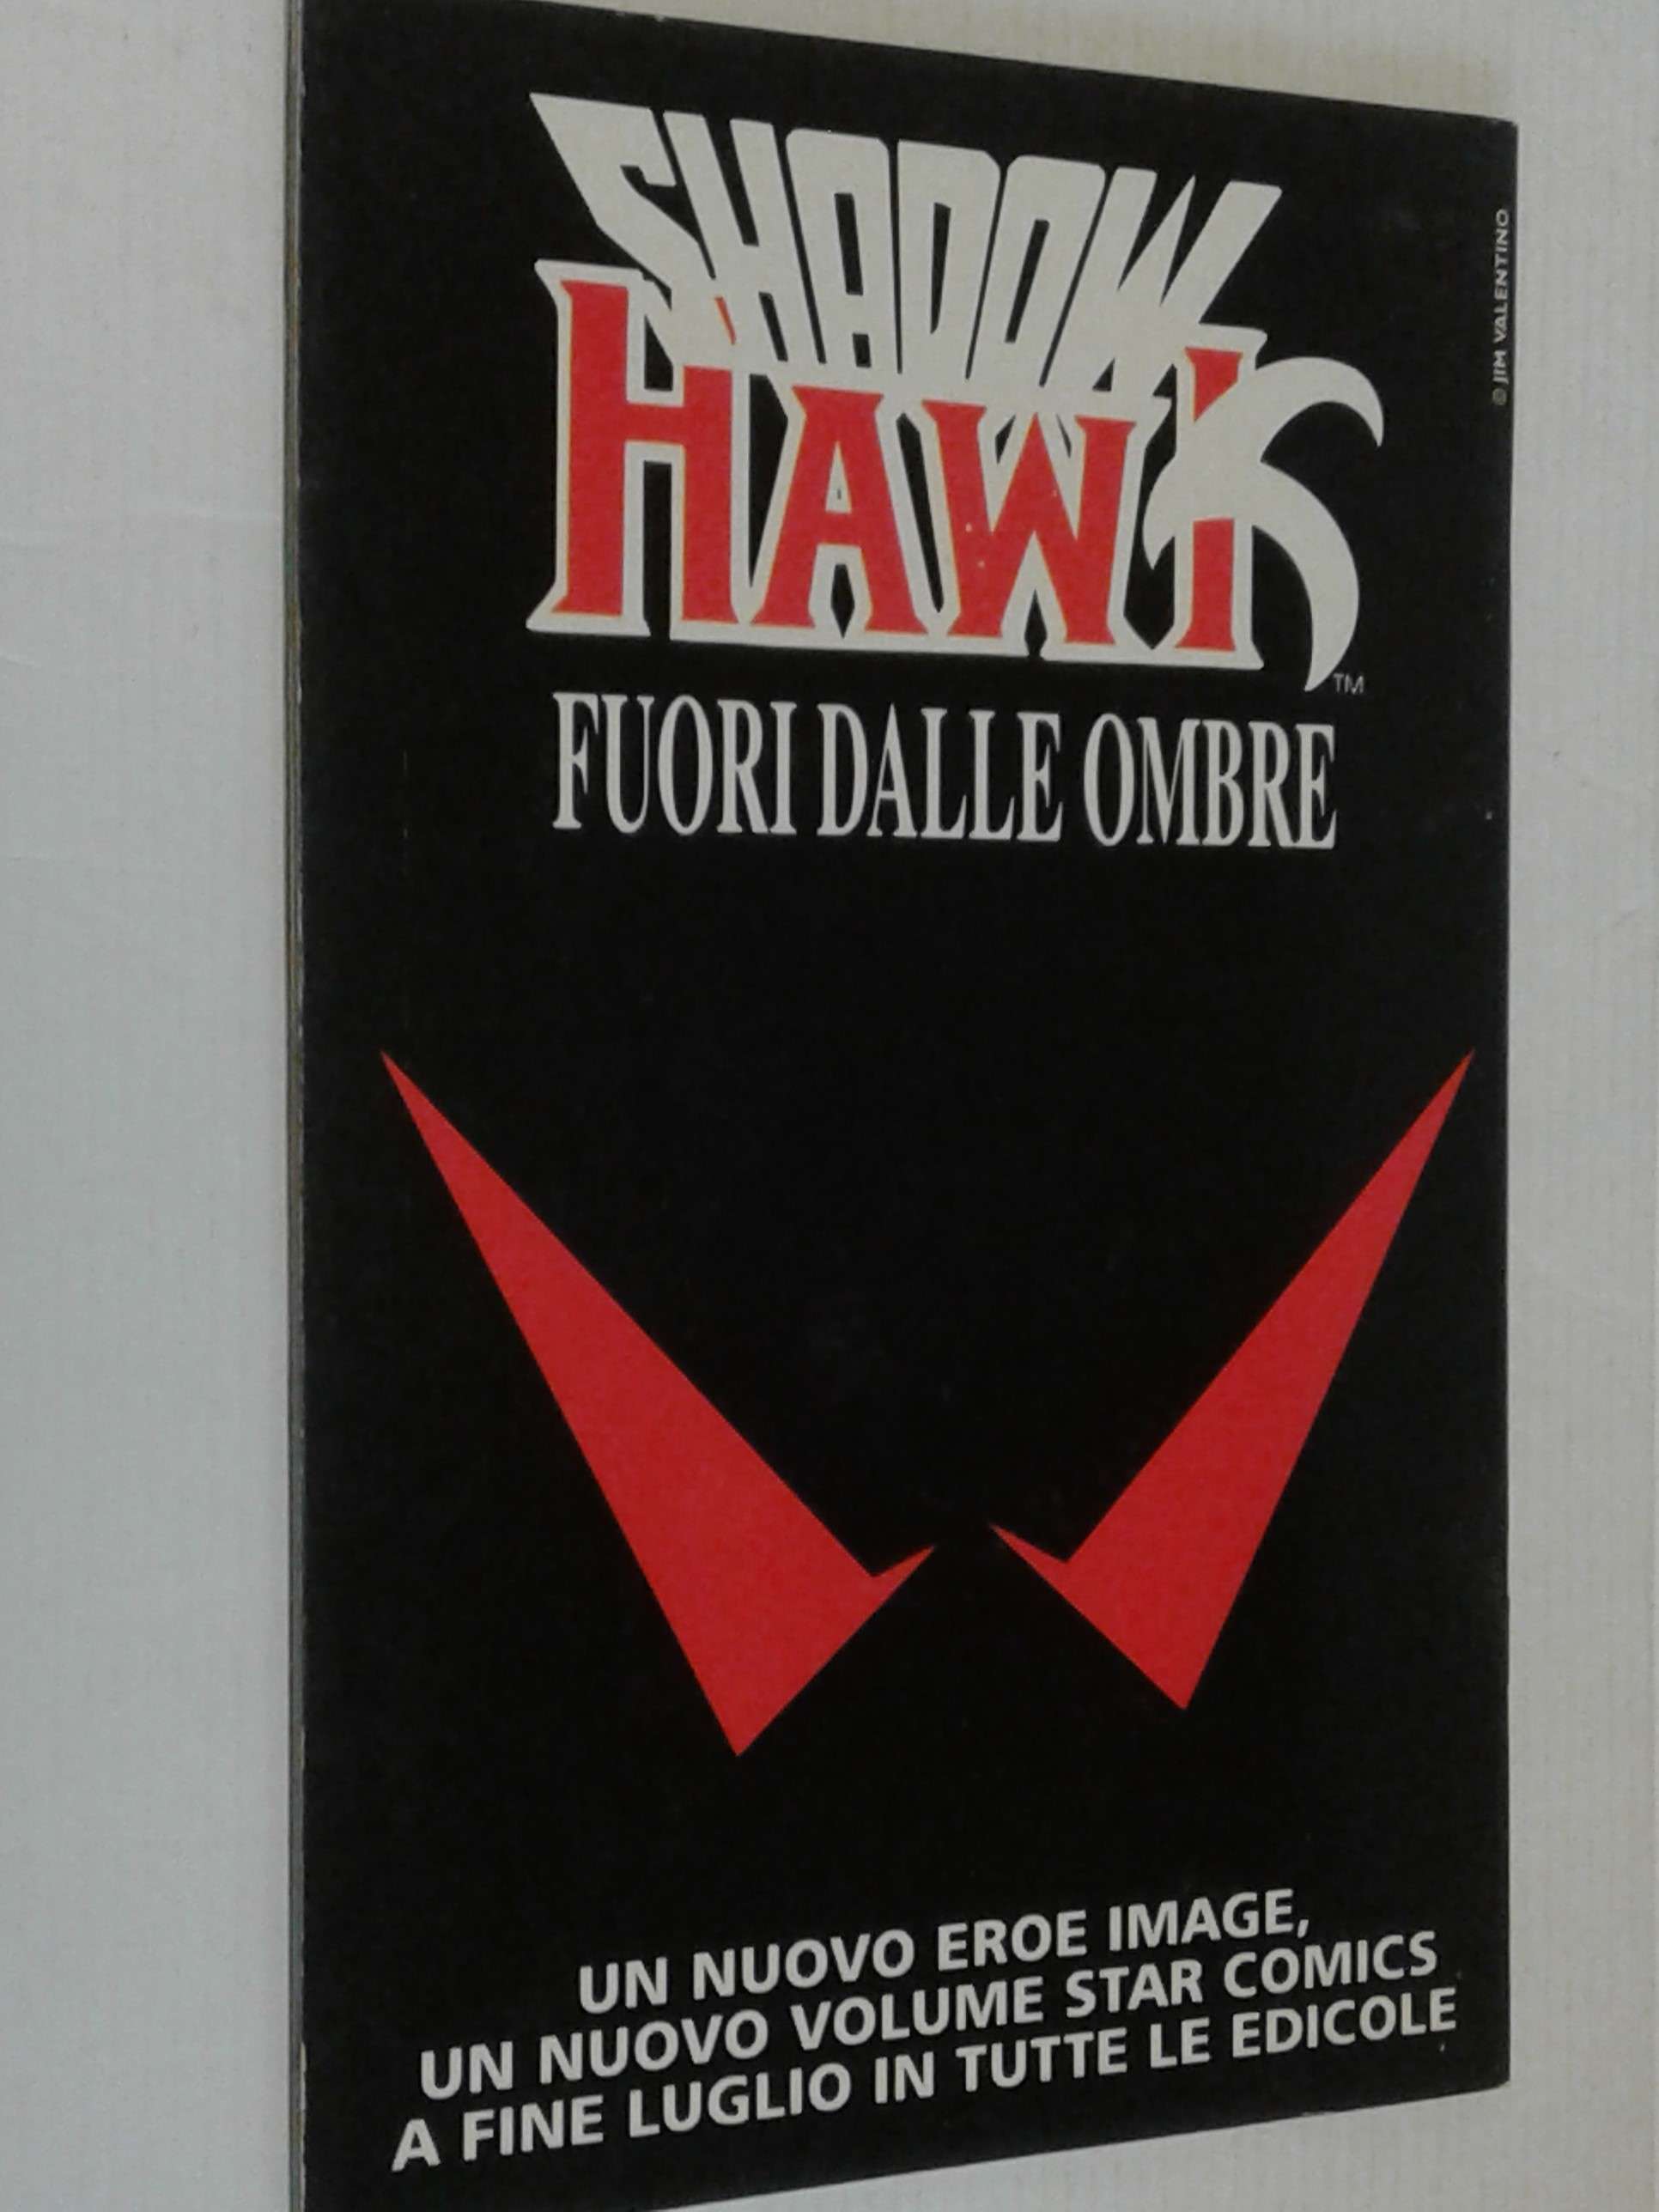 SHADOW
HAWK
TM
FUORI DALLE OMBRE
© JIM VALENTINO
UN NUOVO EROE IMAGE,
UN NUOVO VOLUME STAR COMICS
A FINE LUGLIO IN TUTTE LE EDICOLE